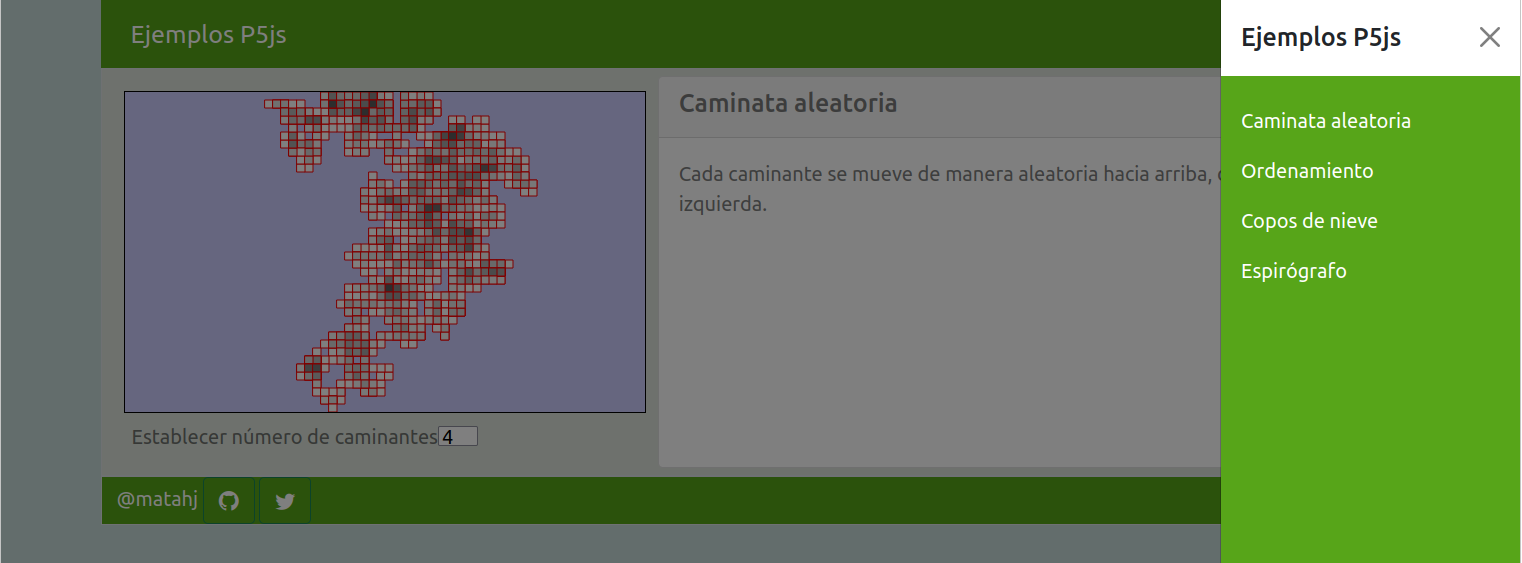 Ejemplos P5js
Caminata aleatoria
Cada caminante se mueve de manera aleatoria hacia arriba,
izquierda.
Establecer número de caminantes 4
@matahj
Ejemplos P5js
Caminata aleatoria
Ordenamiento
Copos de nieve
Espirógrafo